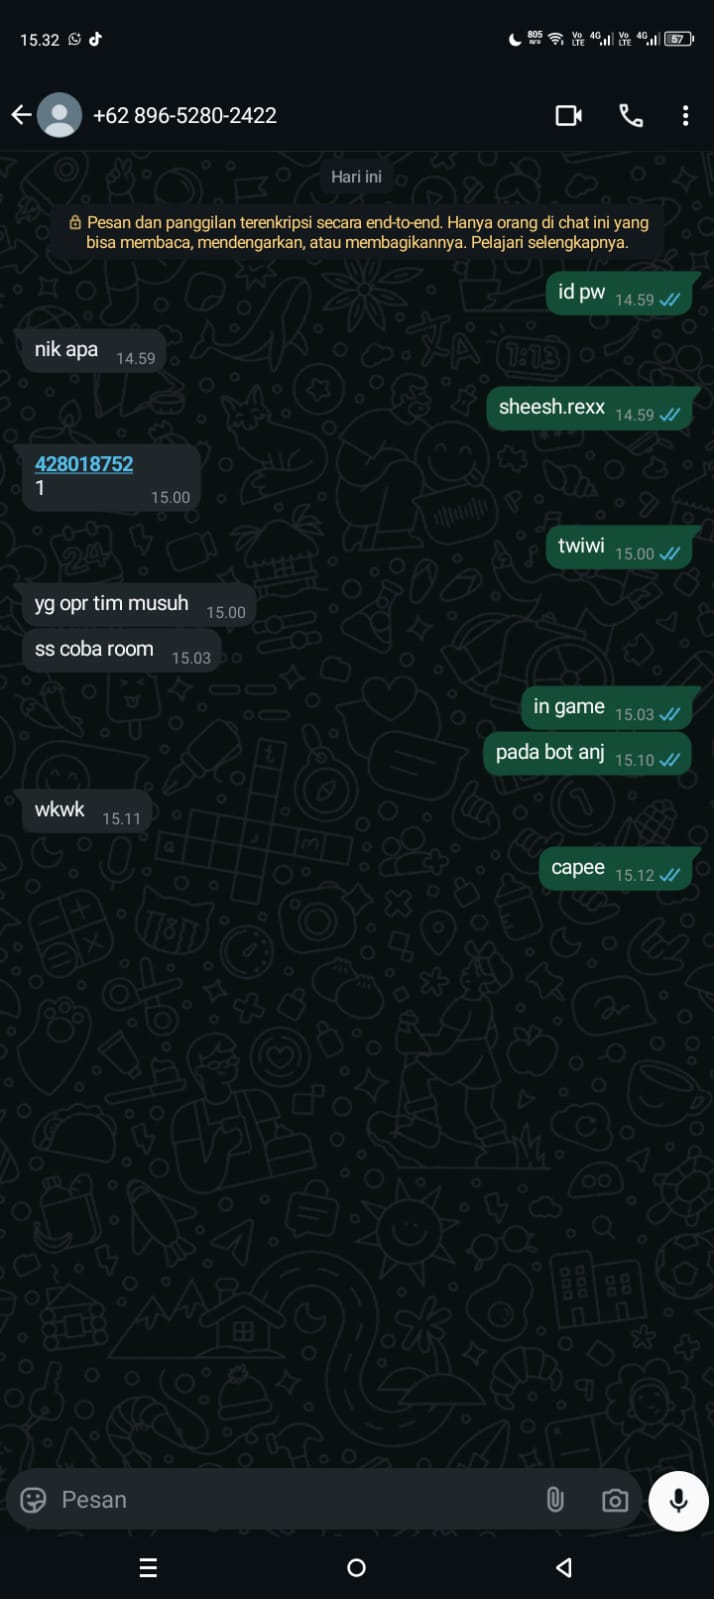 15.32
805 B/s Vo LTE 4G Vo LTE 4G 57
+62 896-5280-2422
Hari ini
Pesan dan panggilan terenkripsi secara end-to-end. Hanya orang di chat ini yang
bisa membaca, mendengarkan, atau membagikannya. Pelajari selengkapnya.
id pw 14.59
nik apa 14.59
sheesh.rexx 14.59
428018752
1 15.00
twiwi 15.00
yg opr tim musuh 15.00
ss coba room 15.03
in game 15.03
pada bot anj 15.10
wkwk 15.11
capee 15.12
Pesan